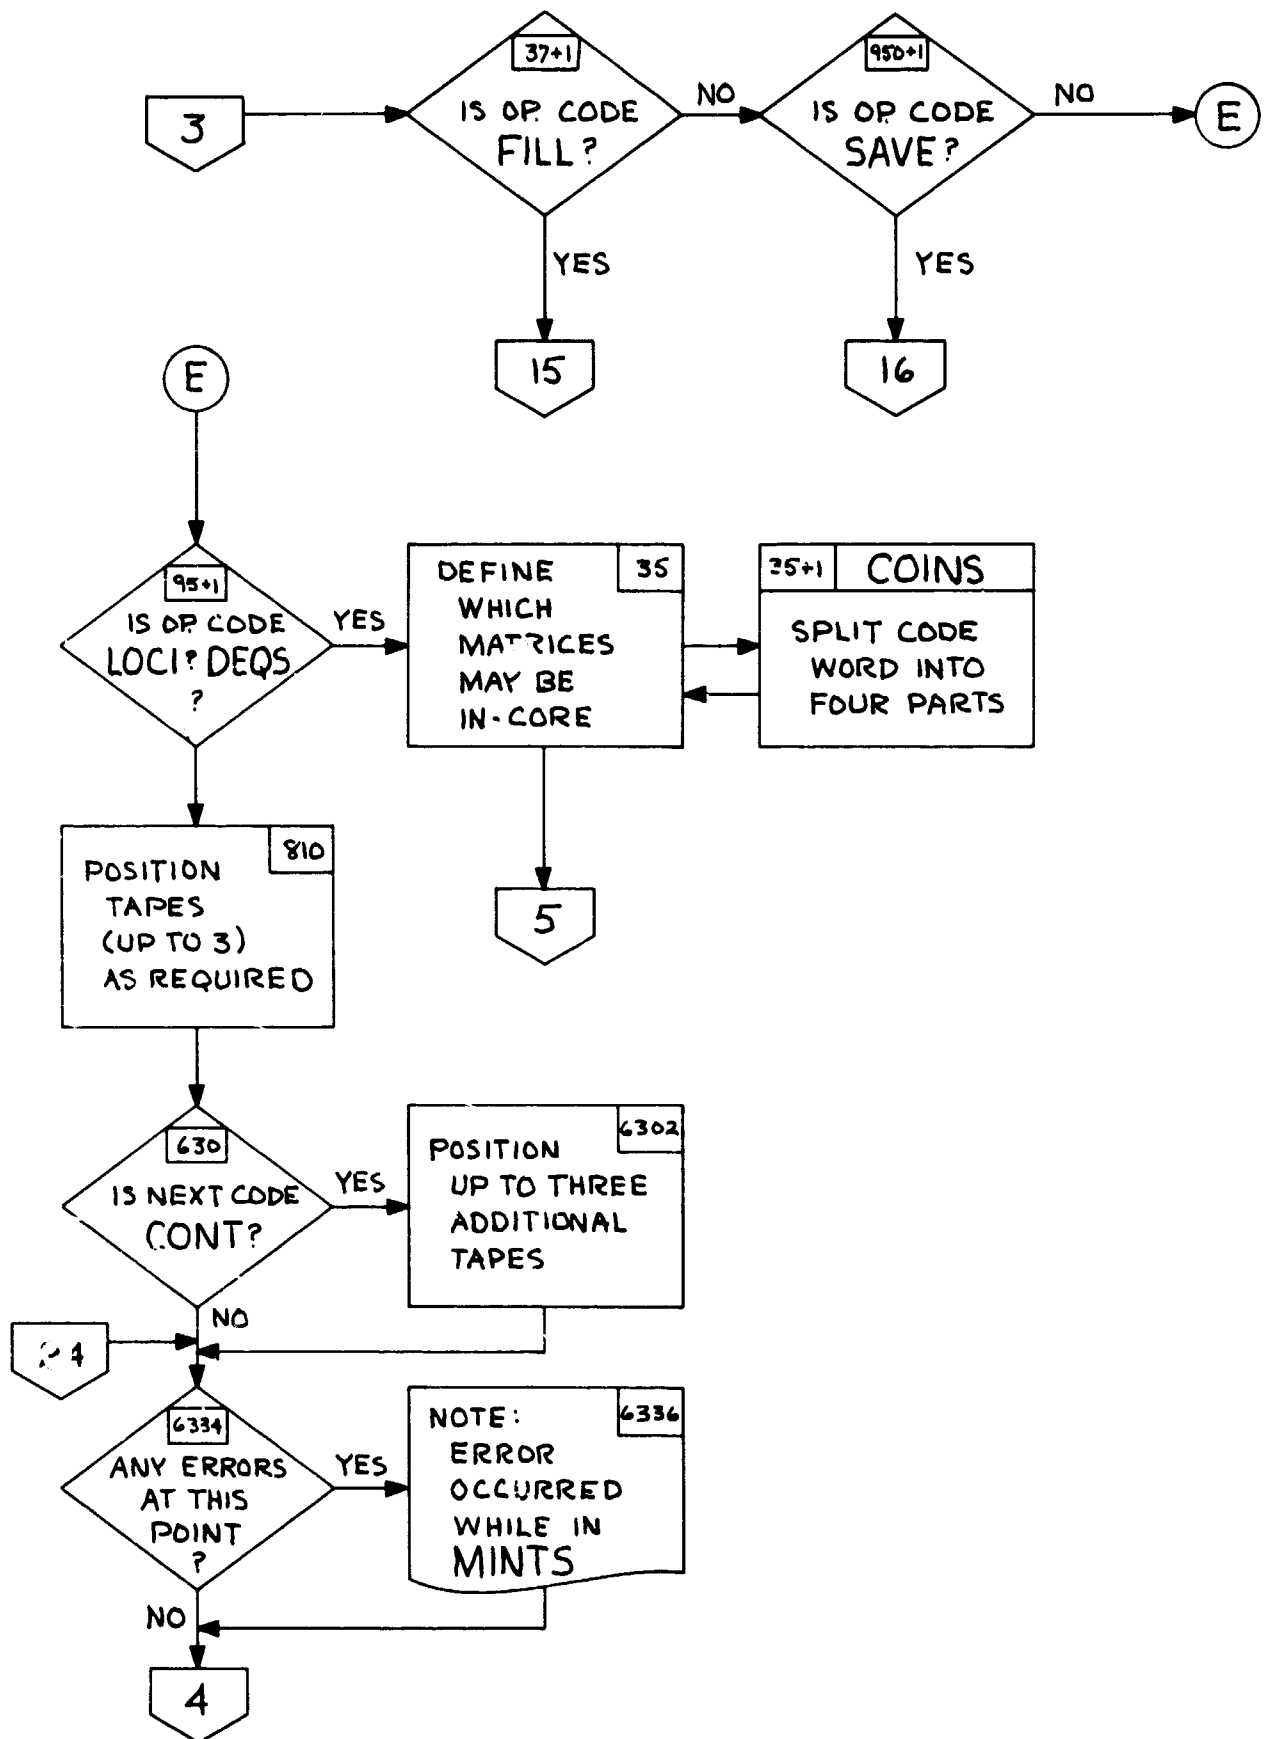 37+1
950+1
3
IS OP. CODE
FILL?
NO
IS OP. CODE
SAVE?
NO
E
YES
YES
15
16
E
95+1
IS OP. CODE
LOCI? DEQS
?
YES
35
DEFINE
WHICH
MATRICES
MAY BE
IN-CORE
COINS
SPLIT CODE
WORD INTO
FOUR PARTS
810
POSITION
TAPES
(UP TO 3)
AS REQUIRED
5
630
IS NEXT CODE
CONT?
YES
6302
POSITION
UP TO THREE
ADDITIONAL
TAPES
NO
6334
ANY ERRORS
AT THIS
POINT
?
YES
6336
NOTE:
ERROR
OCCURRED
WHILE IN
MINTS
NO
4